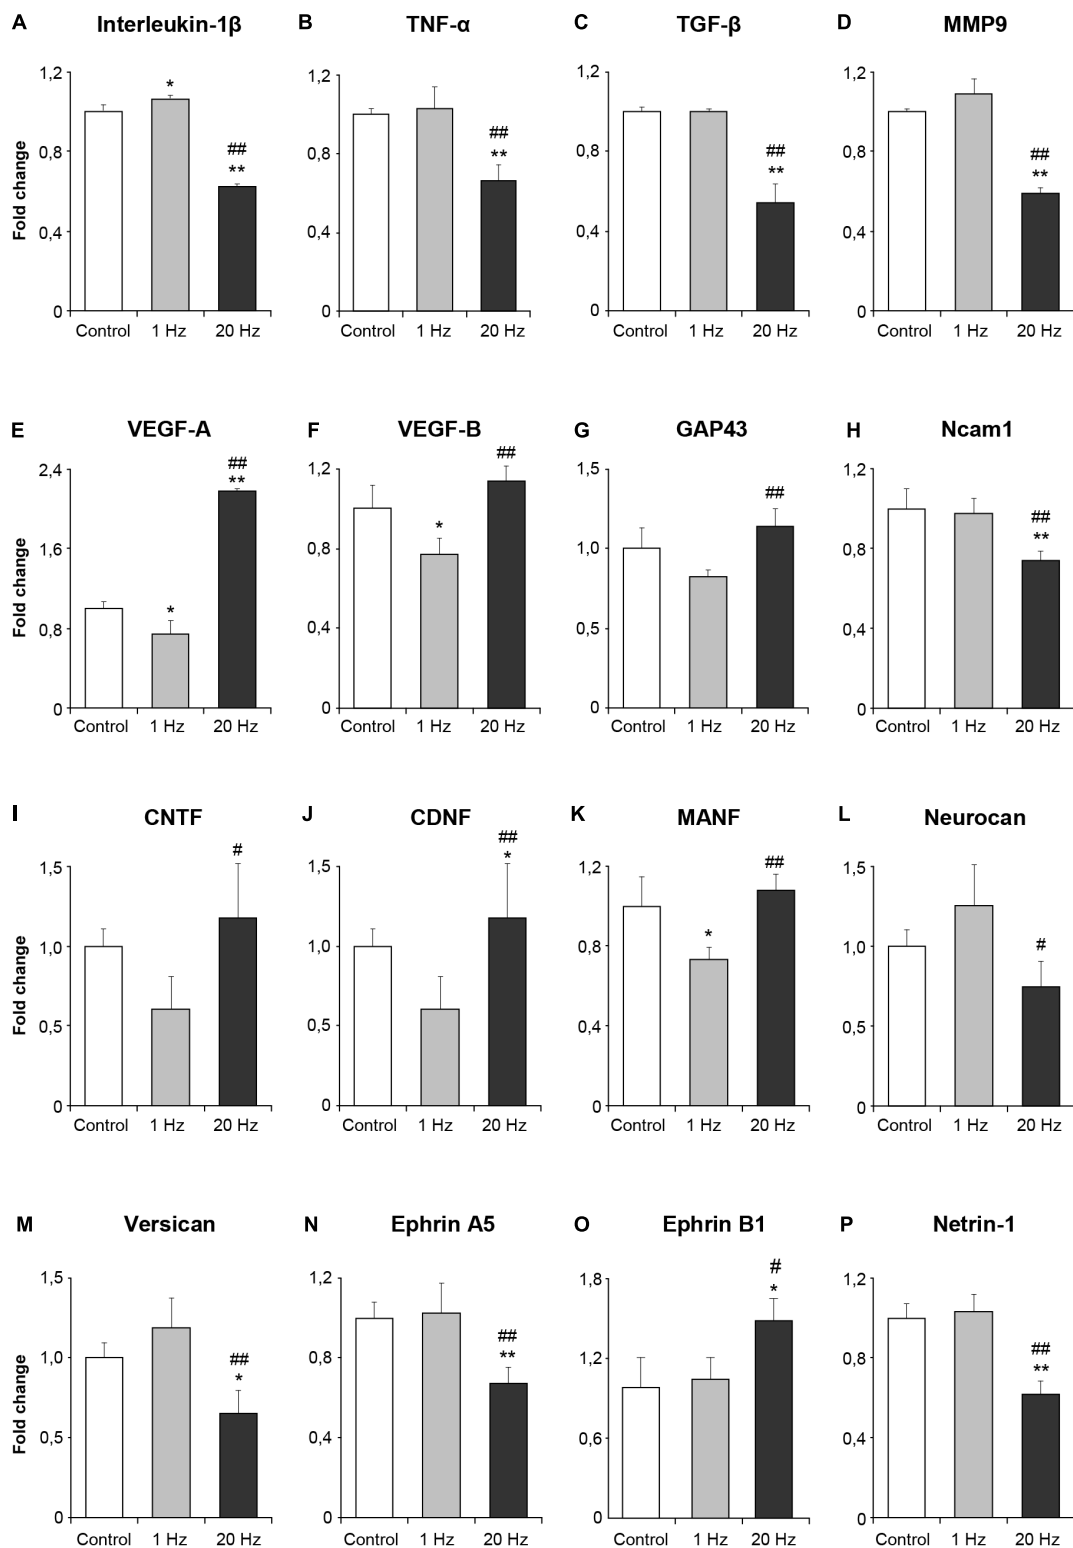 A Interleukin-1β
B TNF-α
C TGF-β
D MMP9
1,2
*
0,8
##
**
Fold change
0,4
0
Control 1 Hz 20 Hz
1,2
0,8
##
**
0,4
0
Control 1 Hz 20 Hz
1,2
0,8
##
**
0,4
0
Control 1 Hz 20 Hz
1,2
0,8
##
**
0,4
0
Control 1 Hz 20 Hz
E VEGF-A
F VEGF-B
G GAP43
H Ncam1
2,4
##
**
1,6
Fold change
0,8
*
0
Control 1 Hz 20 Hz
##
1,2
*
0,8
0,4
0
Control 1 Hz 20 Hz
1,5
##
1,0
0,5
0
Control 1 Hz 20 Hz
1,2
##
**
0,8
0,4
0
Control 1 Hz 20 Hz
I CNTF
J CDNF
K MANF
L Neurocan
#
1,5
1,0
Fold change
0,5
0
Control 1 Hz 20 Hz
##
*
1,5
1,0
0,5
0
Control 1 Hz 20 Hz
##
1,2
*
0,8
0,4
0
Control 1 Hz 20 Hz
1,5
#
1,0
0,5
0
Control 1 Hz 20 Hz
M Versican
N Ephrin A5
O Ephrin B1
P Netrin-1
1,5
1,0
##
*
Fold change
0,5
0
Control 1 Hz 20 Hz
1,2
##
**
0,8
0,4
0
Control 1 Hz 20 Hz
#
*
1,8
1,2
0,6
0
Control 1 Hz 20 Hz
1,2
##
**
0,8
0,4
0
Control 1 Hz 20 Hz